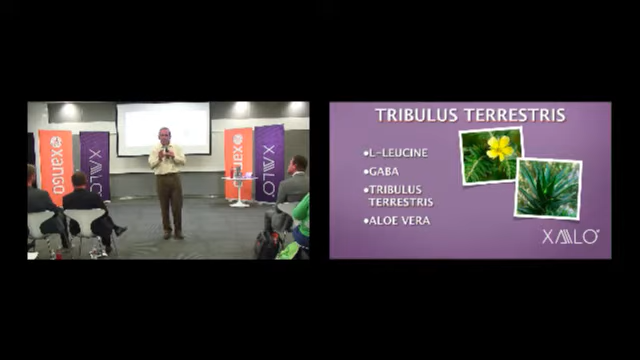 xango
XALO
xango
XALO
TRIBULUS TERRESTRIS
•L-LEUCINE
•GABA
•TRIBULUS
TERRESTRIS
•ALOE VERA
XALO